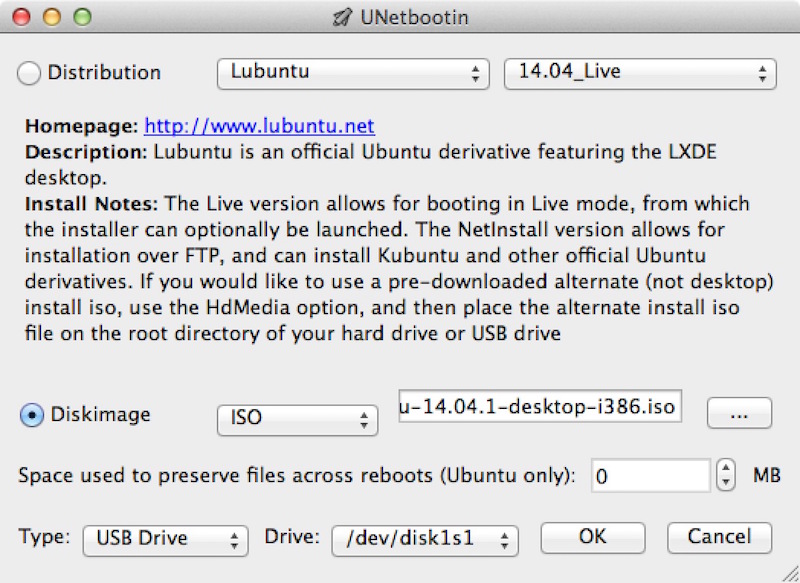 UNetbootin
Distribution Lubuntu 14.04_Live
Homepage: http://www.lubuntu.net
Description: Lubuntu is an official Ubuntu derivative featuring the LXDE
desktop.
Install Notes: The Live version allows for booting in Live mode, from which
the installer can optionally be launched. The NetInstall version allows for
installation over FTP, and can install Kubuntu and other official Ubuntu
derivatives. If you would like to use a pre-downloaded alternate (not desktop)
install iso, use the HdMedia option, and then place the alternate install iso
file on the root directory of your hard drive or USB drive
Diskimage ISO u-14.04.1-desktop-i386.iso ...
Space used to preserve files across reboots (Ubuntu only): 0 MB
Type: USB Drive Drive: /dev/disk1s1 OK Cancel